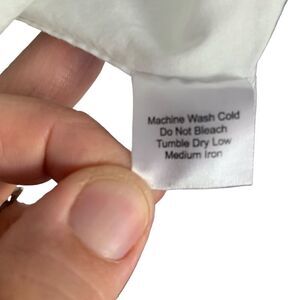 Machine Wash Cold
Do Not Bleach
Tumble Dry Low
Medium Iron